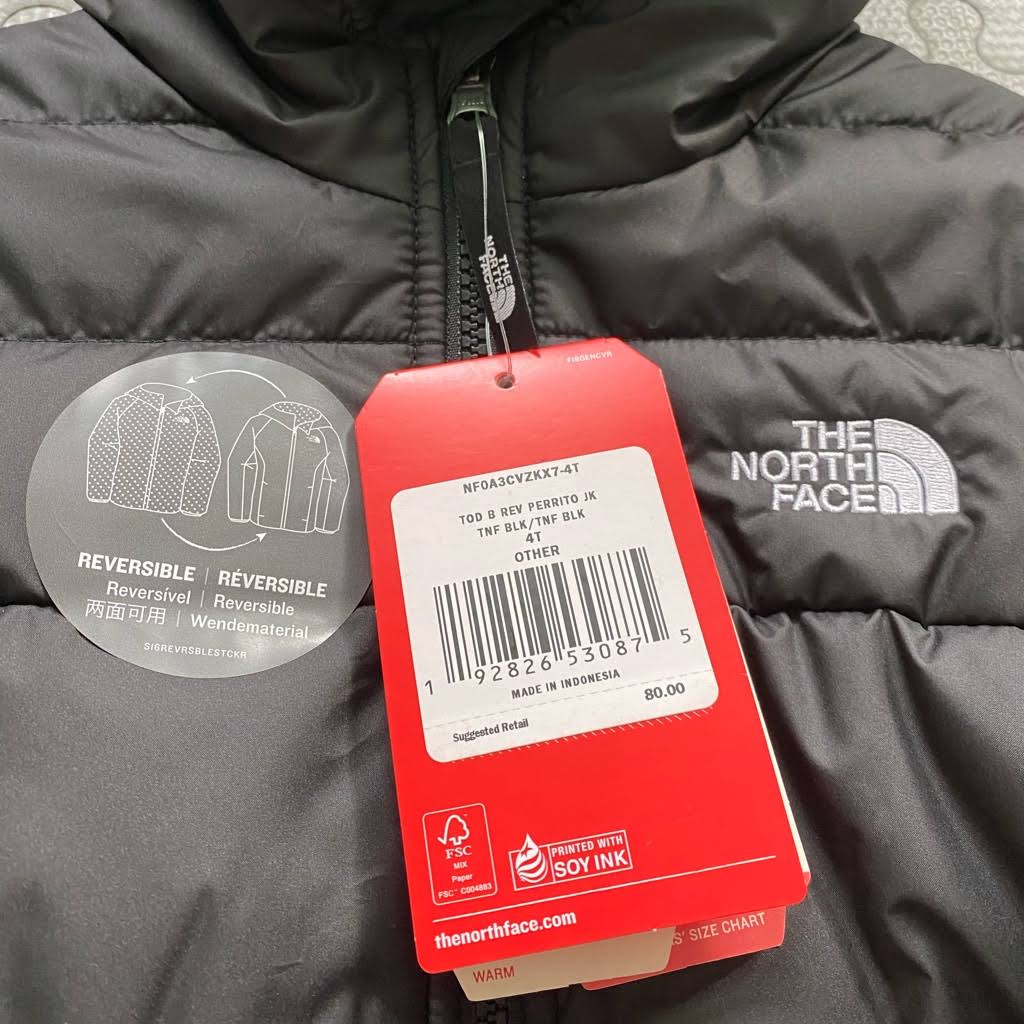 THE
NORTH
FACE
F18GENCVR
THE
NORTH
FACE
NF0A3CVZKX7-4T
TOD B REV PERRITO JK
TNF BLK/TNF BLK
4T
OTHER
1 92826 53087 5
MADE IN INDONESIA
80.00
Suggested Retail
REVERSIBLE | RÉVERSIBLE
Reversível | Reversible
两面可用 | Wendematerial
S16REVRSBLESTCKR
FSC
MIX
Paper
FSC™ C004883
PRINTED WITH
SOY INK
thenorthface.com
WARM
S' SIZE CHART